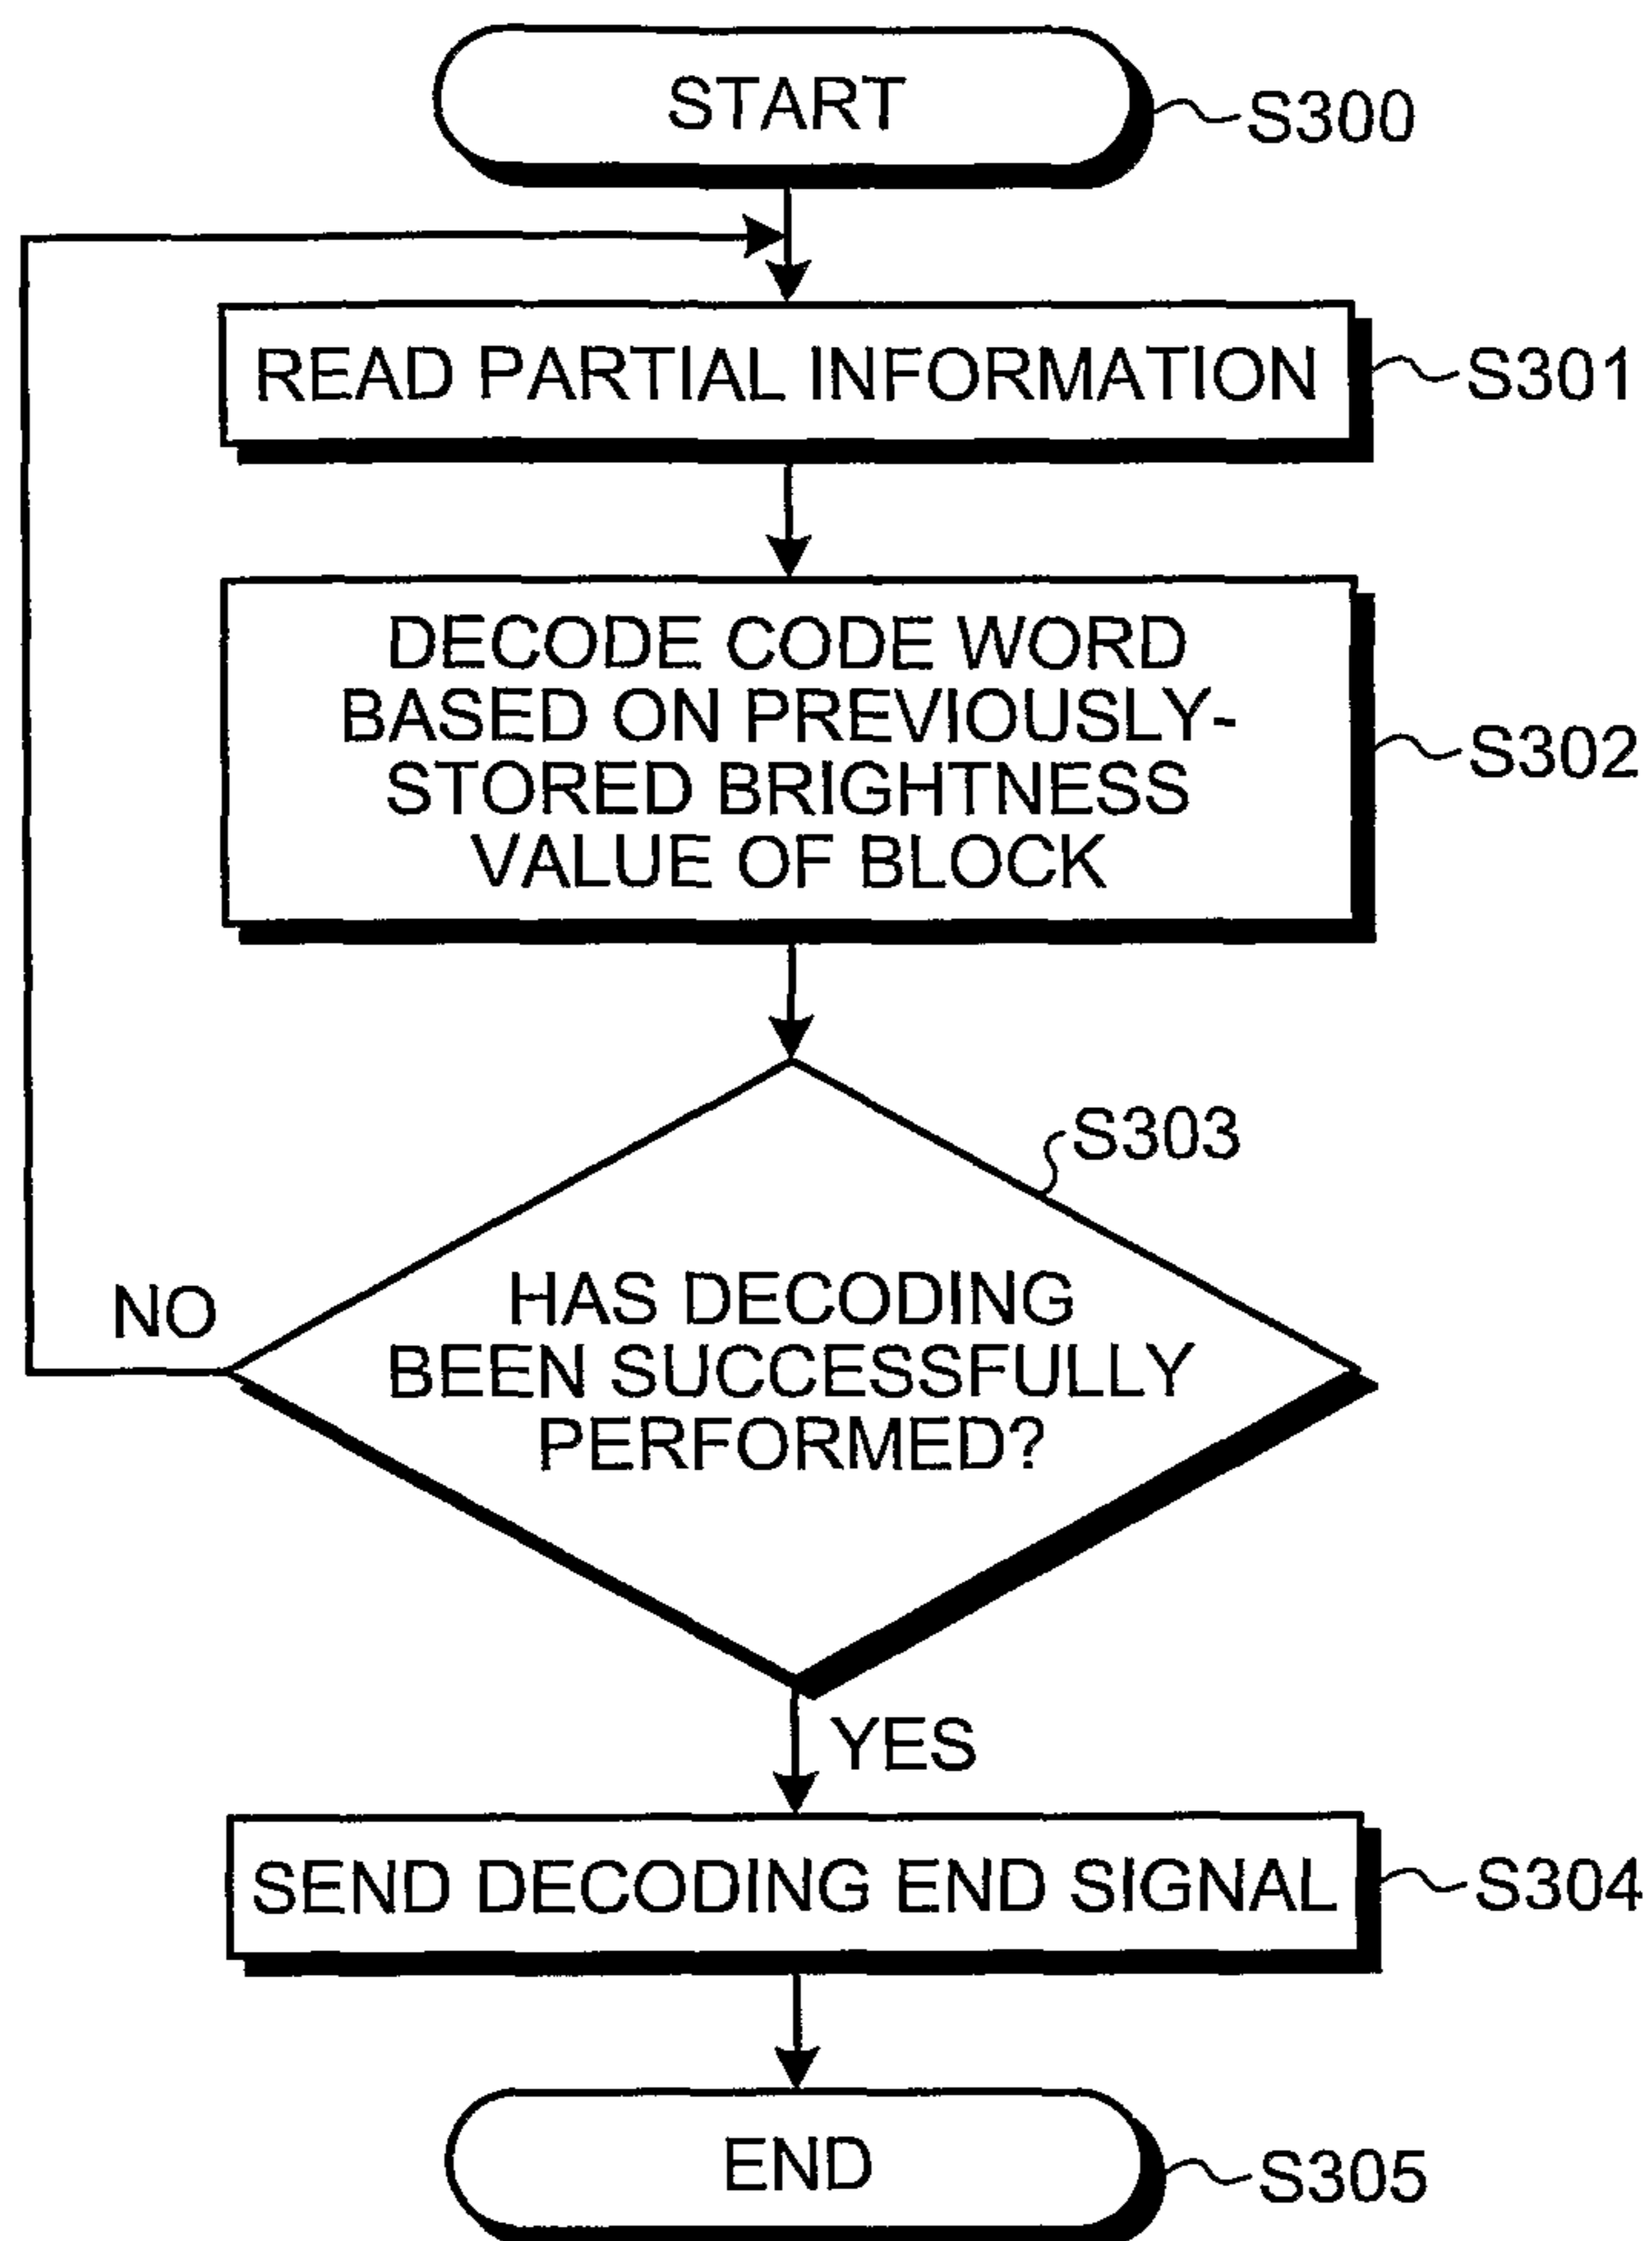 START
S300
READ PARTIAL INFORMATION
S301
DECODE CODE WORD
BASED ON PREVIOUSLY-
STORED BRIGHTNESS
VALUE OF BLOCK
S302
S303
HAS DECODING
BEEN SUCCESSFULLY
PERFORMED?
NO
YES
SEND DECODING END SIGNAL
S304
END
S305